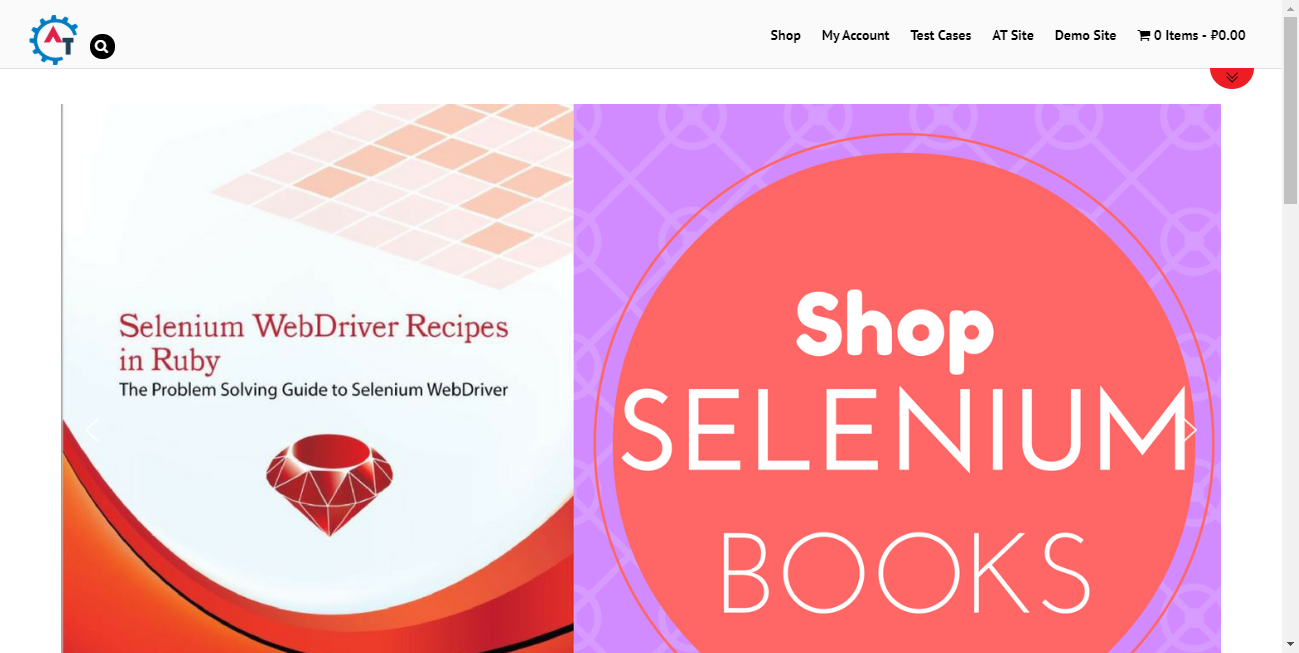 AT
Shop My Account Test Cases AT Site Demo Site 0 Items - ₽0.00
Selenium WebDriver Recipes
in Ruby
The Problem Solving Guide to Selenium WebDriver
Shop
SELENIUM
BOOKS